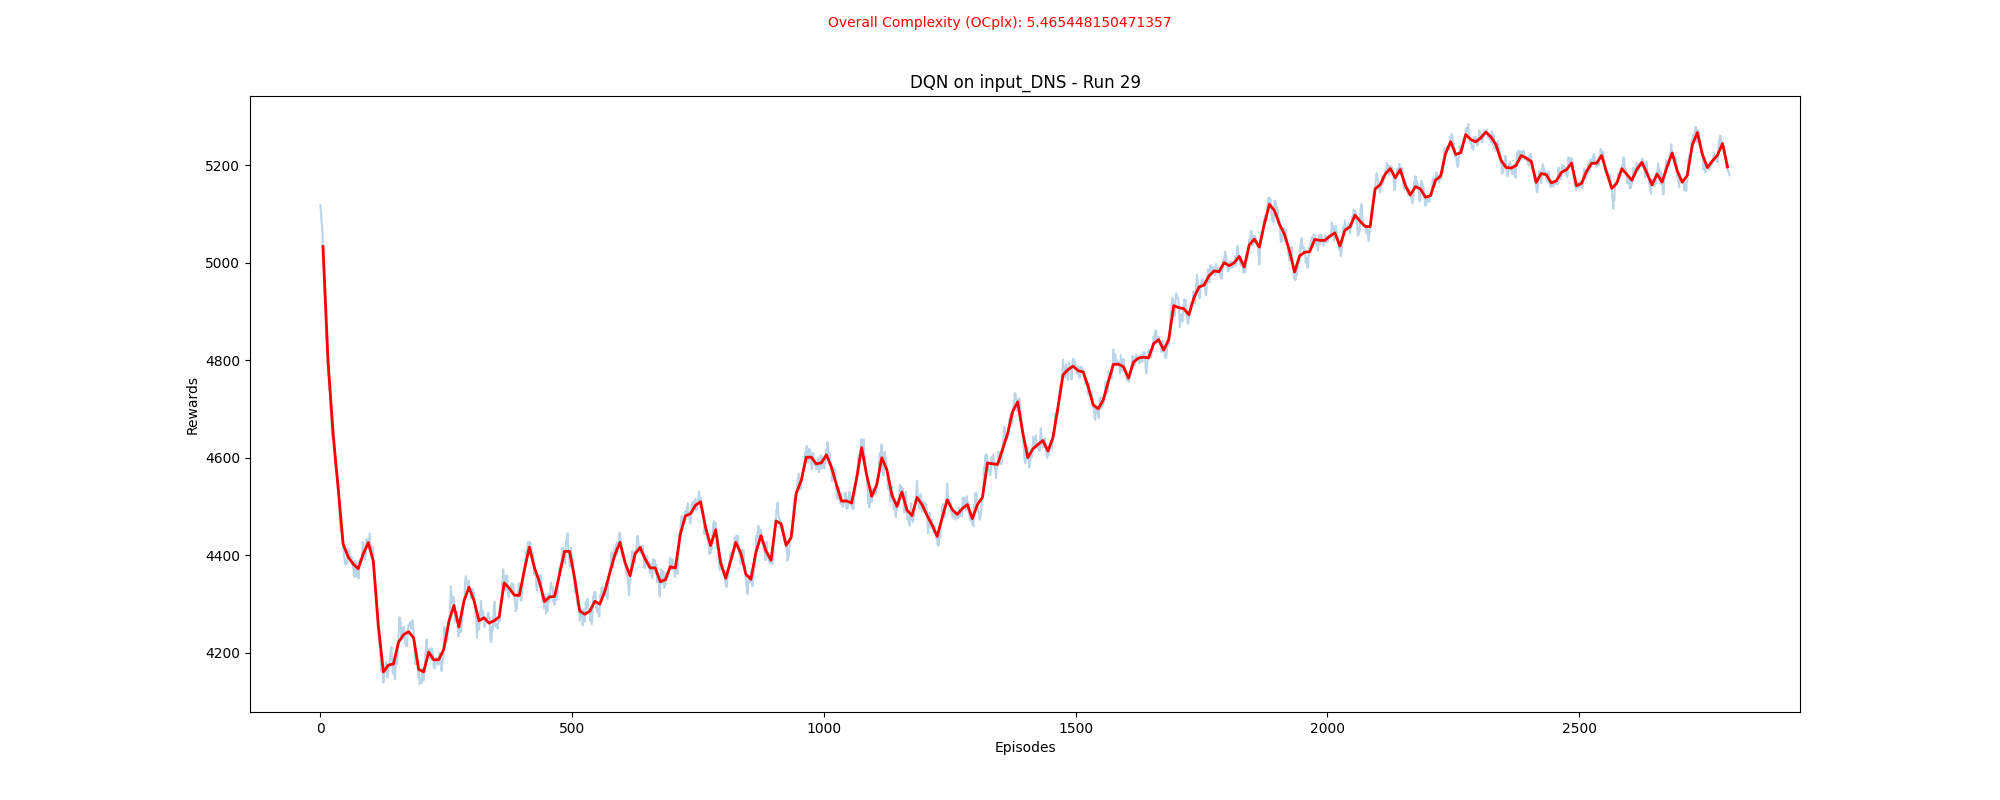 Overall Complexity (OCplx): 5.465448150471357
DQN on input_DNS - Run 29
5200
5000
4800
4600
4400
4200
Rewards
0 500 1000 1500 2000 2500
Episodes